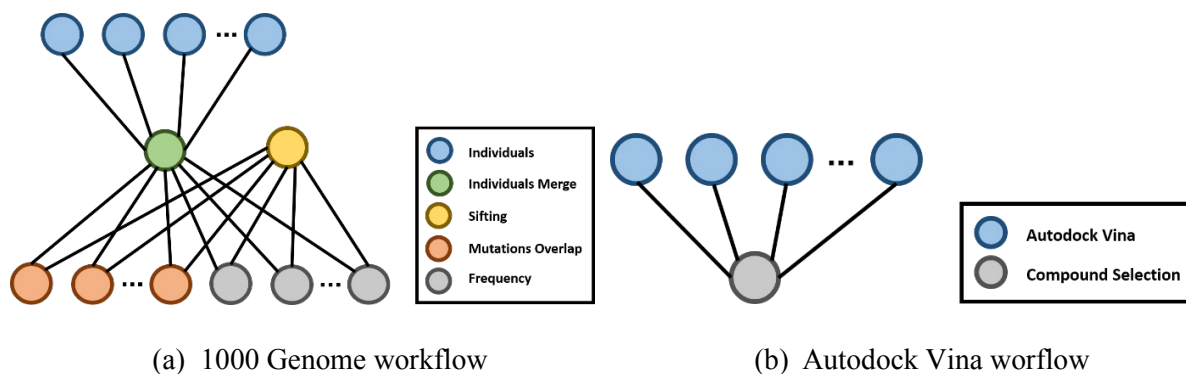 Individuals
Individuals Merge
Sifting
Mutations Overlap
Frequency
Autodock Vina
Compound Selection
(a) 1000 Genome workflow
(b) Autodock Vina worflow